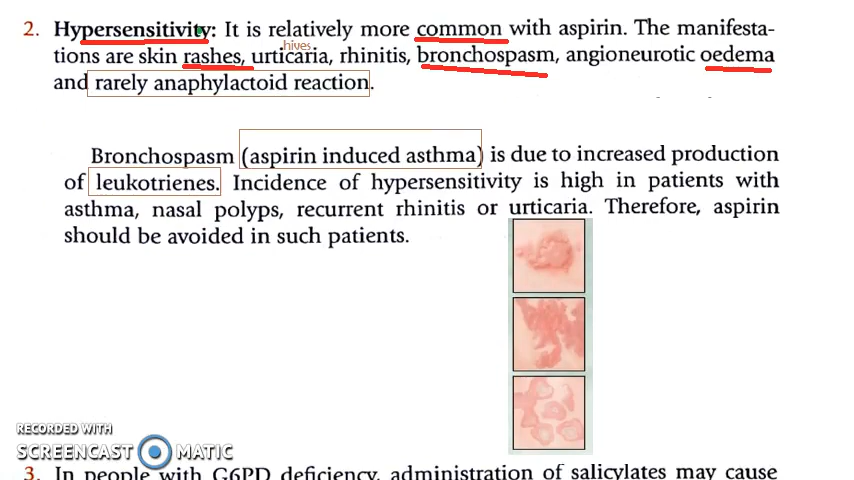 2. Hypersensitivity: It is relatively more common with aspirin. The manifesta-
hives
tions are skin rashes, urticaria, rhinitis, bronchospasm, angioneurotic oedema
and rarely anaphylactoid reaction.
Bronchospasm (aspirin induced asthma) is due to increased production
of leukotrienes. Incidence of hypersensitivity is high in patients with
asthma, nasal polyps, recurrent rhinitis or urticaria. Therefore, aspirin
should be avoided in such patients.
RECORDED WITH
SCREENCAST MATIC
3. In people with G6PD deficiency, administration of salicylates may cause